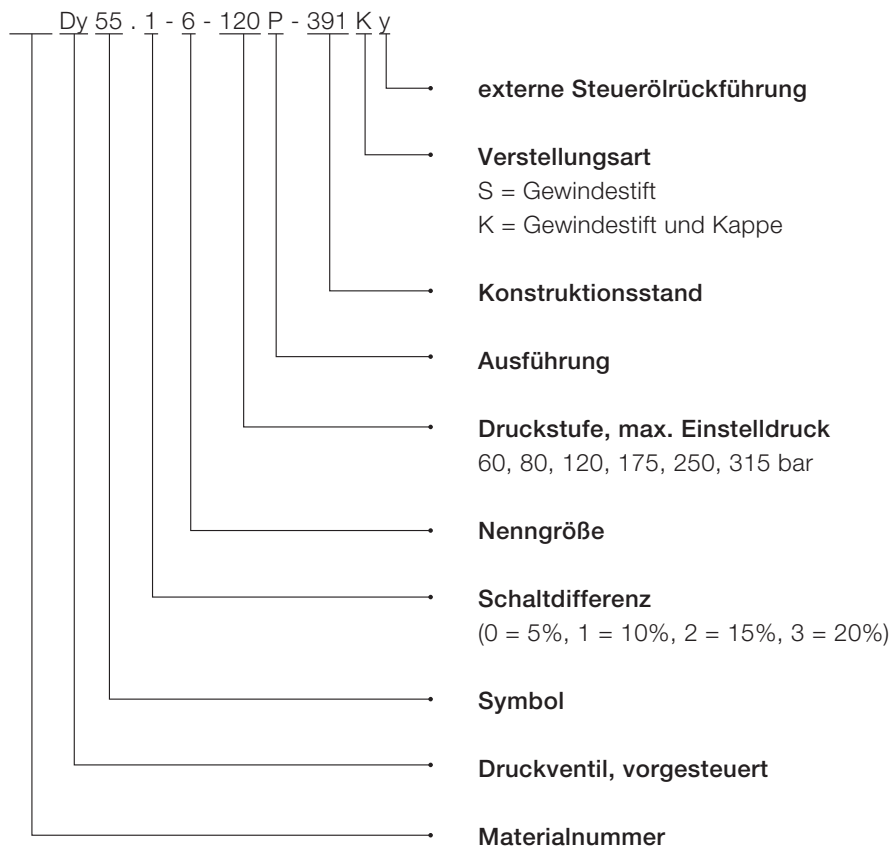 Dy 55 . 1 - 6 - 120 P - 391 K y
externe Steuerölrückführung
Verstellungsart
S = Gewindestift
K = Gewindestift und Kappe
Konstruktionsstand
Ausführung
Druckstufe, max. Einstelldruck
60, 80, 120, 175, 250, 315 bar
Nenngröße
Schaltdifferenz
(0 = 5%, 1 = 10%, 2 = 15%, 3 = 20%)
Symbol
Druckventil, vorgesteuert
Materialnummer